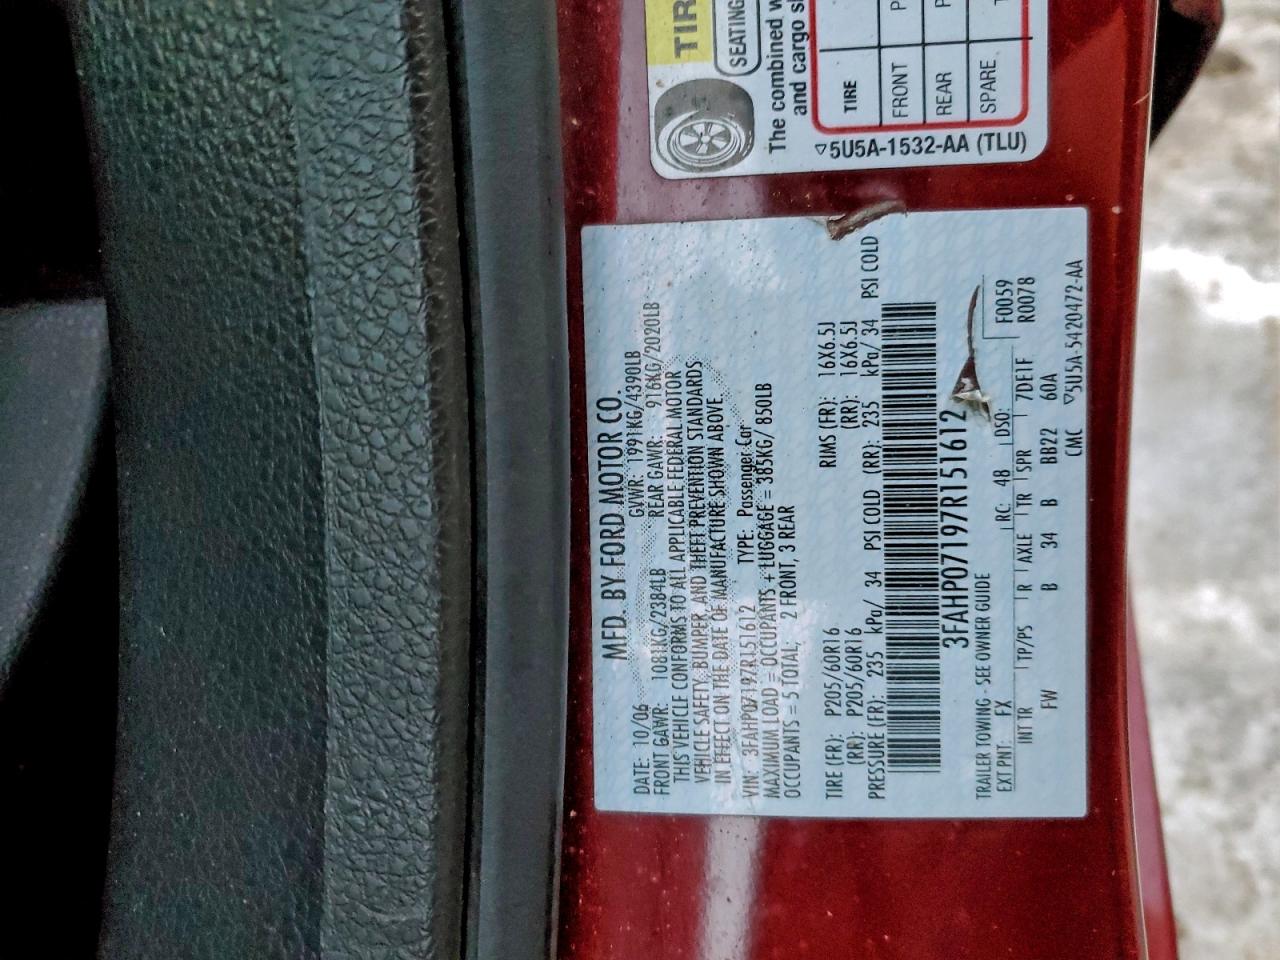 MFD. BY FORD MOTOR CO.
DATE: 10/06 GVWR: 1991KG/4390LB
FRONT GAWR: 1081KG/2384LB REAR GAWR: 916KG/2020LB
THIS VEHICLE CONFORMS TO ALL APPLICABLE FEDERAL MOTOR
VEHICLE SAFETY, BUMPER, AND THEFT PREVENTION STANDARDS
IN EFFECT ON THE DATE OF MANUFACTURE SHOWN ABOVE.
VIN: 3FAHP07197R151612 TYPE: Passenger Car
MAXIMUM LOAD = OCCUPANTS + LUGGAGE = 385KG/ 850LB
OCCUPANTS = 5 TOTAL, 2 FRONT, 3 REAR
TIRE (FR): P205/60R16 RIMS (FR): 16X6.5J
(RR): P205/60R16 (RR): 16X6.5J
PRESSURE (FR): 235 kPa/ 34 PSI COLD (RR): 235 kPa/ 34 PSI COLD
3FAHP07197R151612
TRAILER TOWING - SEE OWNER GUIDE
EXT PNT: FX RC: 48 DSO: F0059
R0078
INT TR TP/PS R AXLE TR SPR 7DE1F
FW B 34 B BB22 60A
CMC ▽5U5A-5420472-AA
TIR
SEATING
The combined w
and cargo s
TIRE
FRONT P
REAR P
SPARE T
▽5U5A-1532-AA (TLU)